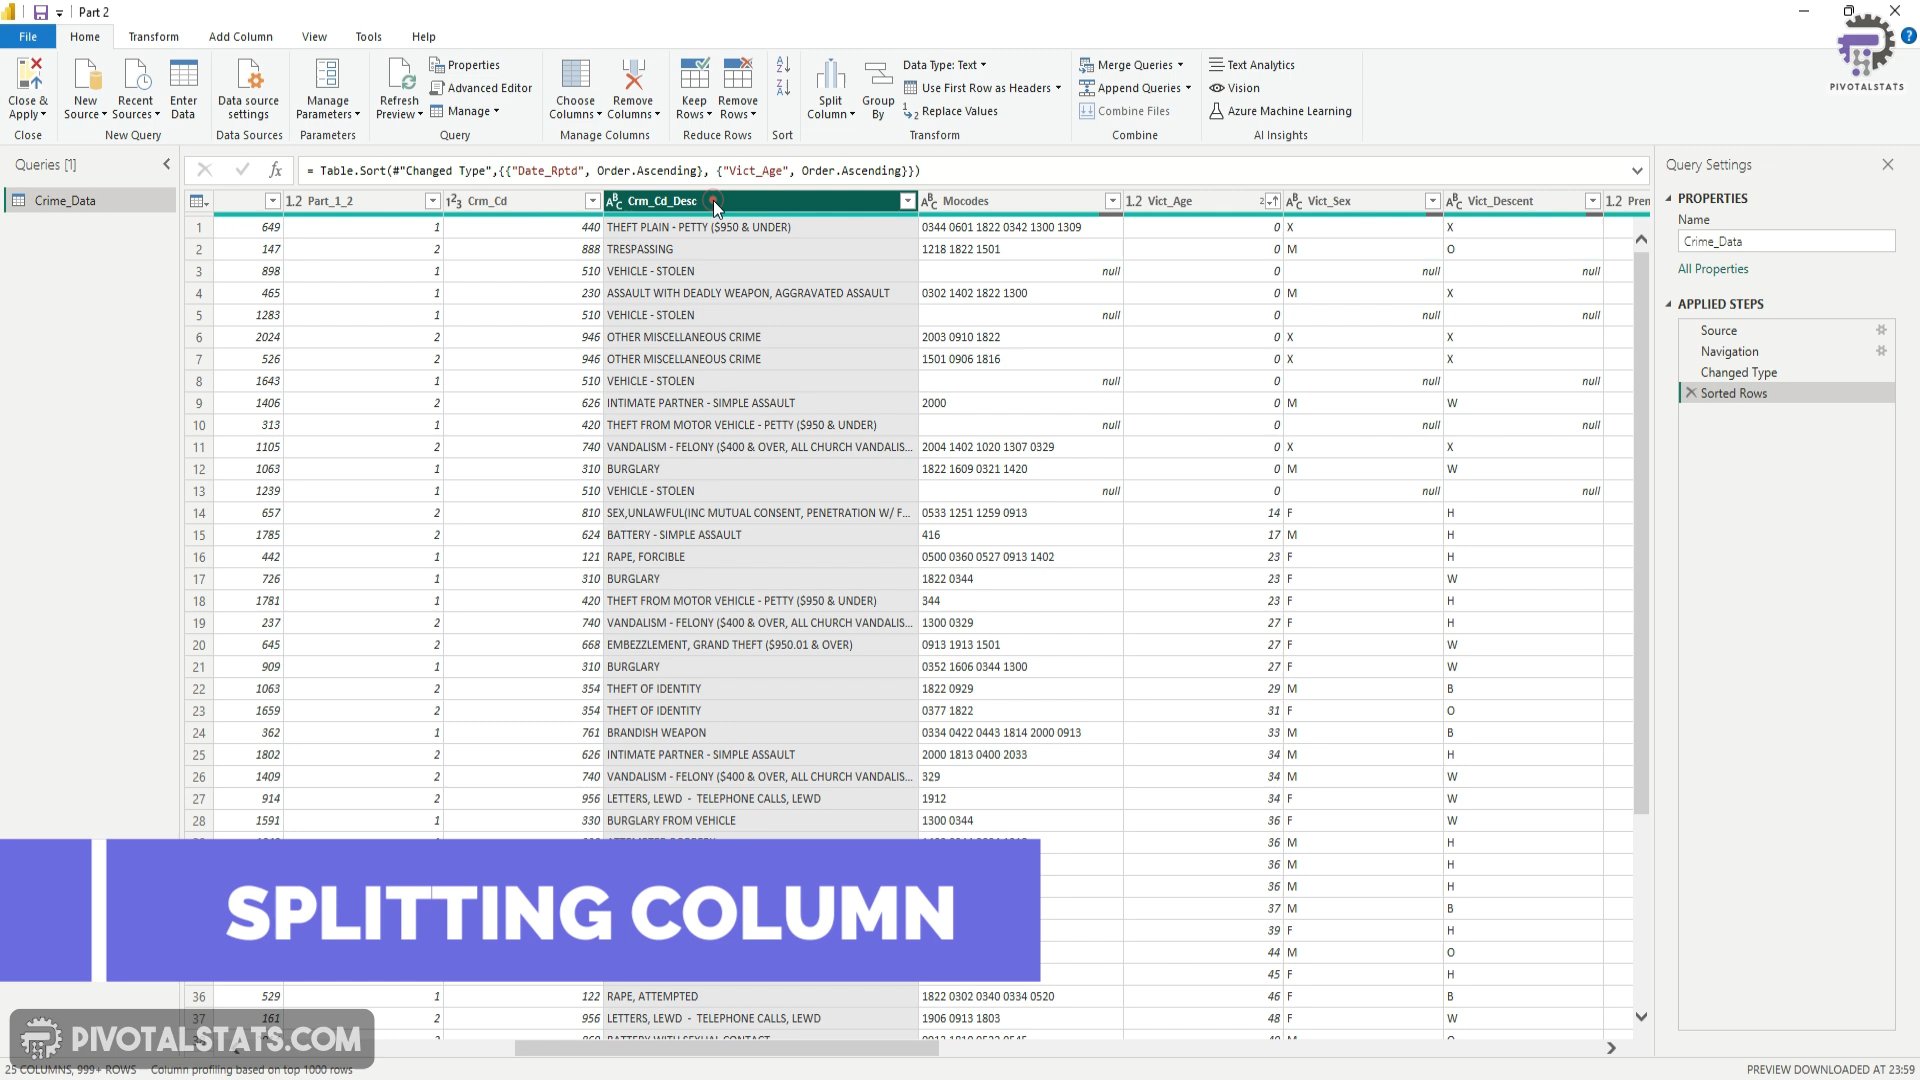 Part 2
File Home Transform Add Column View Tools Help
Close & Apply
New Source
Recent Sources
Enter Data
Data source settings
Manage Parameters
Refresh Preview
Properties
Advanced Editor
Manage
Choose Columns
Remove Columns
Keep Rows
Remove Rows
Split Column
Group By
Data Type: Text
Use First Row as Headers
Replace Values
Merge Queries
Append Queries
Combine Files
Text Analytics
Vision
Azure Machine Learning
PIVOTALSTATS
Close New Query Data Sources Parameters Query Manage Columns Reduce Rows Sort Transform Combine AI Insights
Queries [1]
Crime_Data
fx = Table.Sort(#"Changed Type",{{"Date_Rptd", Order.Ascending}, {"Vict_Age", Order.Ascending}})
1.2 Part_1_2 123 Crm_Cd ABC Crm_Cd_Desc ABC Mocodes 1.2 Vict_Age ABC Vict_Sex ABC Vict_Descent 1.2 Prem
1 649 1 440 THEFT PLAIN - PETTY ($950 & UNDER) 0344 0601 1822 0342 1300 1309 0 X X
2 147 2 888 TRESPASSING 1218 1822 1501 0 M O
3 898 1 510 VEHICLE - STOLEN null 0 null null
4 465 1 230 ASSAULT WITH DEADLY WEAPON, AGGRAVATED ASSAULT 0302 1402 1822 1300 0 M X
5 1283 1 510 VEHICLE - STOLEN null 0 null null
6 2024 2 946 OTHER MISCELLANEOUS CRIME 2003 0910 1822 0 X X
7 526 2 946 OTHER MISCELLANEOUS CRIME 1501 0906 1816 0 X X
8 1643 1 510 VEHICLE - STOLEN null 0 null null
9 1406 2 626 INTIMATE PARTNER - SIMPLE ASSAULT 2000 0 M W
10 313 1 420 THEFT FROM MOTOR VEHICLE - PETTY ($950 & UNDER) null 0 null null
11 1105 2 740 VANDALISM - FELONY ($400 & OVER, ALL CHURCH VANDALIS... 2004 1402 1020 1307 0329 0 X X
12 1063 1 310 BURGLARY 1822 1609 0321 1420 0 M W
13 1239 1 510 VEHICLE - STOLEN null 0 null null
14 657 2 810 SEX,UNLAWFUL(INC MUTUAL CONSENT, PENETRATION W/ F... 0533 1251 1259 0913 14 F H
15 1785 2 624 BATTERY - SIMPLE ASSAULT 416 17 M H
16 442 1 121 RAPE, FORCIBLE 0500 0360 0527 0913 1402 23 F H
17 726 1 310 BURGLARY 1822 0344 23 F W
18 1781 1 420 THEFT FROM MOTOR VEHICLE - PETTY ($950 & UNDER) 344 23 F H
19 237 2 740 VANDALISM - FELONY ($400 & OVER, ALL CHURCH VANDALIS... 1300 0329 27 F H
20 645 2 668 EMBEZZLEMENT, GRAND THEFT ($950.01 & OVER) 0913 1913 1501 27 F W
21 909 1 310 BURGLARY 0352 1606 0344 1300 27 F W
22 1063 2 354 THEFT OF IDENTITY 1822 0929 29 M B
23 1659 2 354 THEFT OF IDENTITY 0377 1822 31 F O
24 362 1 761 BRANDISH WEAPON 0334 0422 0443 1814 2000 0913 33 M B
25 1802 2 626 INTIMATE PARTNER - SIMPLE ASSAULT 2000 1813 0400 2033 34 M H
26 1409 2 740 VANDALISM - FELONY ($400 & OVER, ALL CHURCH VANDALIS... 329 34 M W
27 914 2 956 LETTERS, LEWD - TELEPHONE CALLS, LEWD 1912 34 F W
28 1591 1 330 BURGLARY FROM VEHICLE 1300 0344 36 F W
36 M H
36 M H
36 M H
37 M B
39 F H
44 M O
45 F H
SPLITTING COLUMN
36 529 1 122 RAPE, ATTEMPTED 1822 0302 0340 0334 0520 46 F B
37 161 2 956 LETTERS, LEWD - TELEPHONE CALLS, LEWD 1906 0913 1803 48 F W
PIVOTALSTATS.COM
Query Settings
PROPERTIES
Name
Crime_Data
All Properties
APPLIED STEPS
Source
Navigation
Changed Type
Sorted Rows
25 COLUMNS, 999+ ROWS Column profiling based on top 1000 rows PREVIEW DOWNLOADED AT 23:59